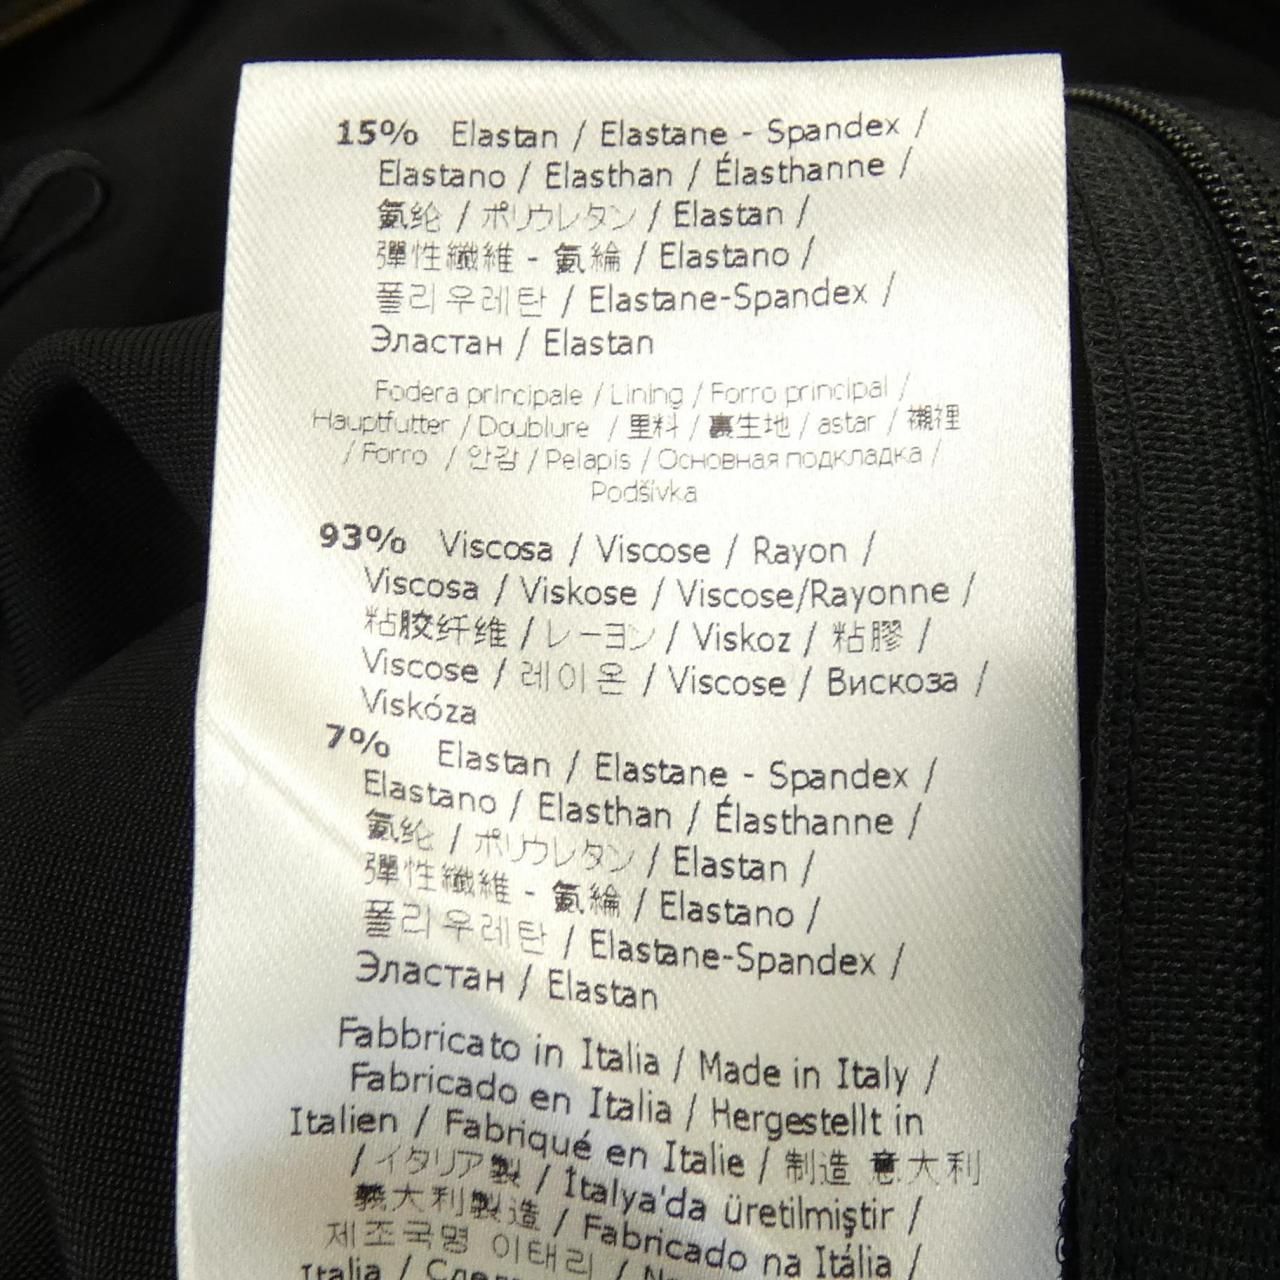 15% Elastan / Elastane - Spandex /
Elastano / Elasthan / Élasthanne /
氨纶 / ポリウレタン / Elastan /
彈性纖維 - 氨綸 / Elastano /
폴리우레탄 / Elastane-Spandex /
Эластан / Elastan
Fodera principale / Lining / Forro principal /
Hauptfutter / Doublure / 里料 / 裏生地 / astar / 襯裡
/ Forro / 안감 / Pelapis / Основная подкладка /
Podšívka
93% Viscosa / Viscose / Rayon /
Viscosa / Viskose / Viscose/Rayonne /
粘胶纤维 / レーヨン / Viskoz / 粘膠 /
Viscose / 레이온 / Viscose / Вискоза /
Viskóza
7% Elastan / Elastane - Spandex /
Elastano / Elasthan / Élasthanne /
氨纶 / ポリウレタン / Elastan /
彈性纖維 - 氨綸 / Elastano /
폴리우레탄 / Elastane-Spandex /
Эластан / Elastan
Fabbricato in Italia / Made in Italy /
Fabricado en Italia / Hergestellt in
Italien / Fabriqué en Italie / 制造 意大利
/ イタリア製 / İtalya'da üretilmiştir /
義大利製造 / Fabricado na Itália /
제조국명 이태리 /
Italia /